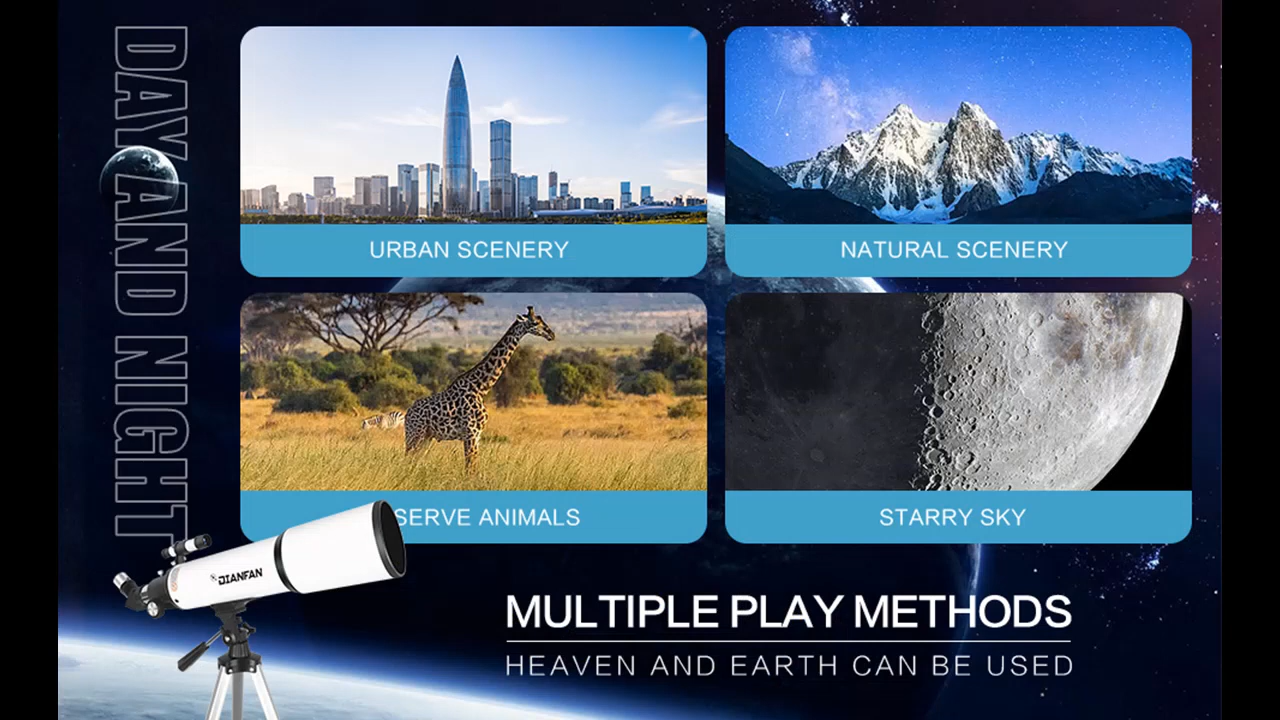 DAY AND NIGHT
URBAN SCENERY
NATURAL SCENERY
SERVE ANIMALS
STARRY SKY
DIANFAN
MULTIPLE PLAY METHODS
HEAVEN AND EARTH CAN BE USED